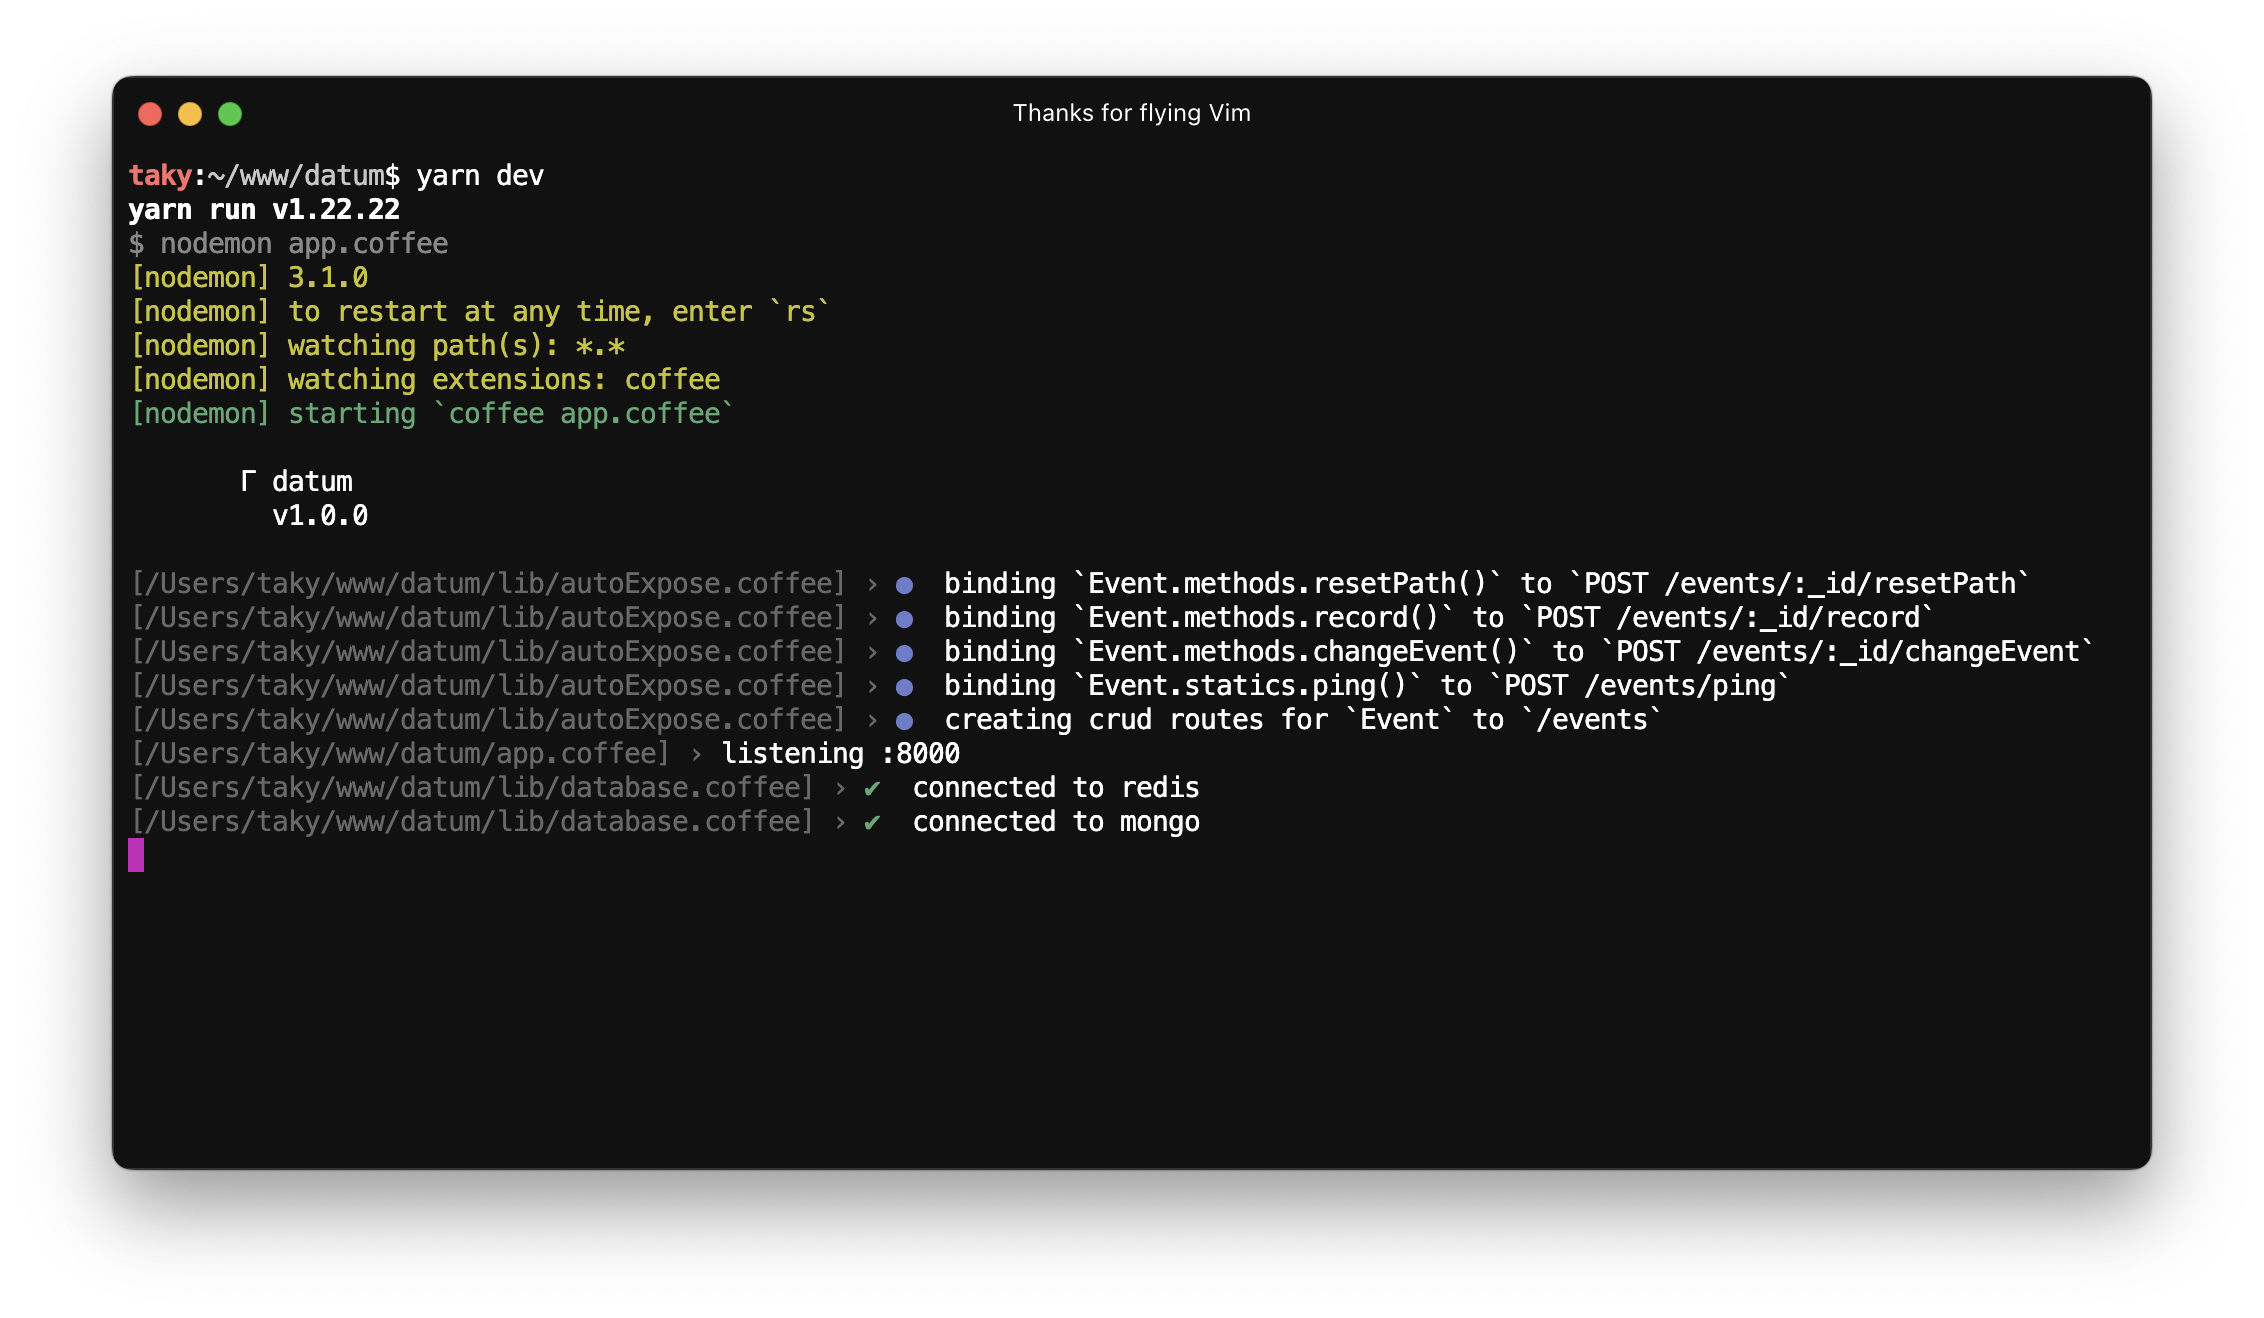 Thanks for flying Vim
taky:~/www/datum$ yarn dev
yarn run v1.22.22
$ nodemon app.coffee
[nodemon] 3.1.0
[nodemon] to restart at any time, enter `rs`
[nodemon] watching path(s): *.*
[nodemon] watching extensions: coffee
[nodemon] starting `coffee app.coffee`
Γ datum
v1.0.0
[/Users/taky/www/datum/lib/autoExpose.coffee] › ● binding `Event.methods.resetPath()` to `POST /events/:_id/resetPath`
[/Users/taky/www/datum/lib/autoExpose.coffee] › ● binding `Event.methods.record()` to `POST /events/:_id/record`
[/Users/taky/www/datum/lib/autoExpose.coffee] › ● binding `Event.methods.changeEvent()` to `POST /events/:_id/changeEvent`
[/Users/taky/www/datum/lib/autoExpose.coffee] › ● binding `Event.statics.ping()` to `POST /events/ping`
[/Users/taky/www/datum/lib/autoExpose.coffee] › ● creating crud routes for `Event` to `/events`
[/Users/taky/www/datum/app.coffee] › listening :8000
[/Users/taky/www/datum/lib/database.coffee] › ✔ connected to redis
[/Users/taky/www/datum/lib/database.coffee] › ✔ connected to mongo